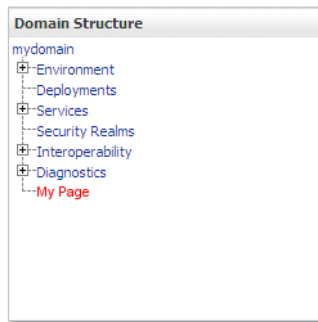 Domain Structure
mydomain
Environment
Deployments
Services
Security Realms
Interoperability
Diagnostics
My Page